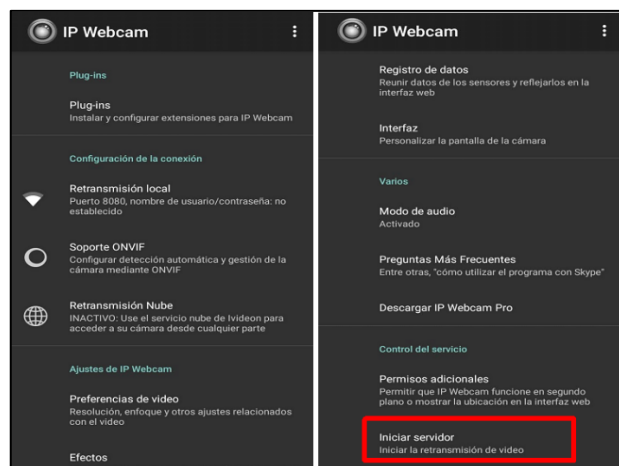 IP Webcam
Plug-ins
Plug-ins
Instalar y configurar extensiones para IP Webcam
Configuración de la conexión
Retransmisión local
Puerto 8080, nombre de usuario/contraseña: no
establecido
Soporte ONVIF
Configurar detección automática y gestión de la
cámara mediante ONVIF
Retransmisión Nube
INACTIVO: Use el servicio nube de Ivideon para
acceder a su cámara desde cualquier parte
Ajustes de IP Webcam
Preferencias de video
Resolución, enfoque y otros ajustes relacionados
con el video
Efectos
IP Webcam
Registro de datos
Reunir datos de los sensores y reflejarlos en la
interfaz web
Interfaz
Personalizar la pantalla de la cámara
Varios
Modo de audio
Activado
Preguntas Más Frecuentes
Entre otras, "cómo utilizar el programa con Skype"
Descargar IP Webcam Pro
Control del servicio
Permisos adicionales
Permitir que IP Webcam funcione en segundo
plano o mostrar la ubicación en la interfaz web
Iniciar servidor
Iniciar la retransmisión de video